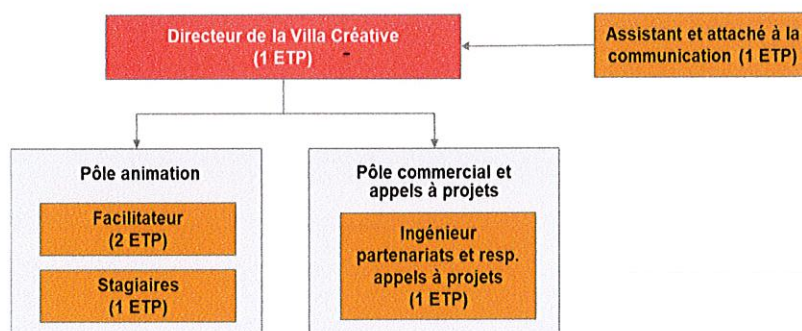 Directeur de la Villa Créative
(1 ETP)
Assistant et attaché à la
communication (1 ETP)
Pôle animation
Facilitateur
(2 ETP)
Stagiaires
(1 ETP)
Pôle commercial et
appels à projets
Ingénieur
partenariats et resp.
appels à projets
(1 ETP)